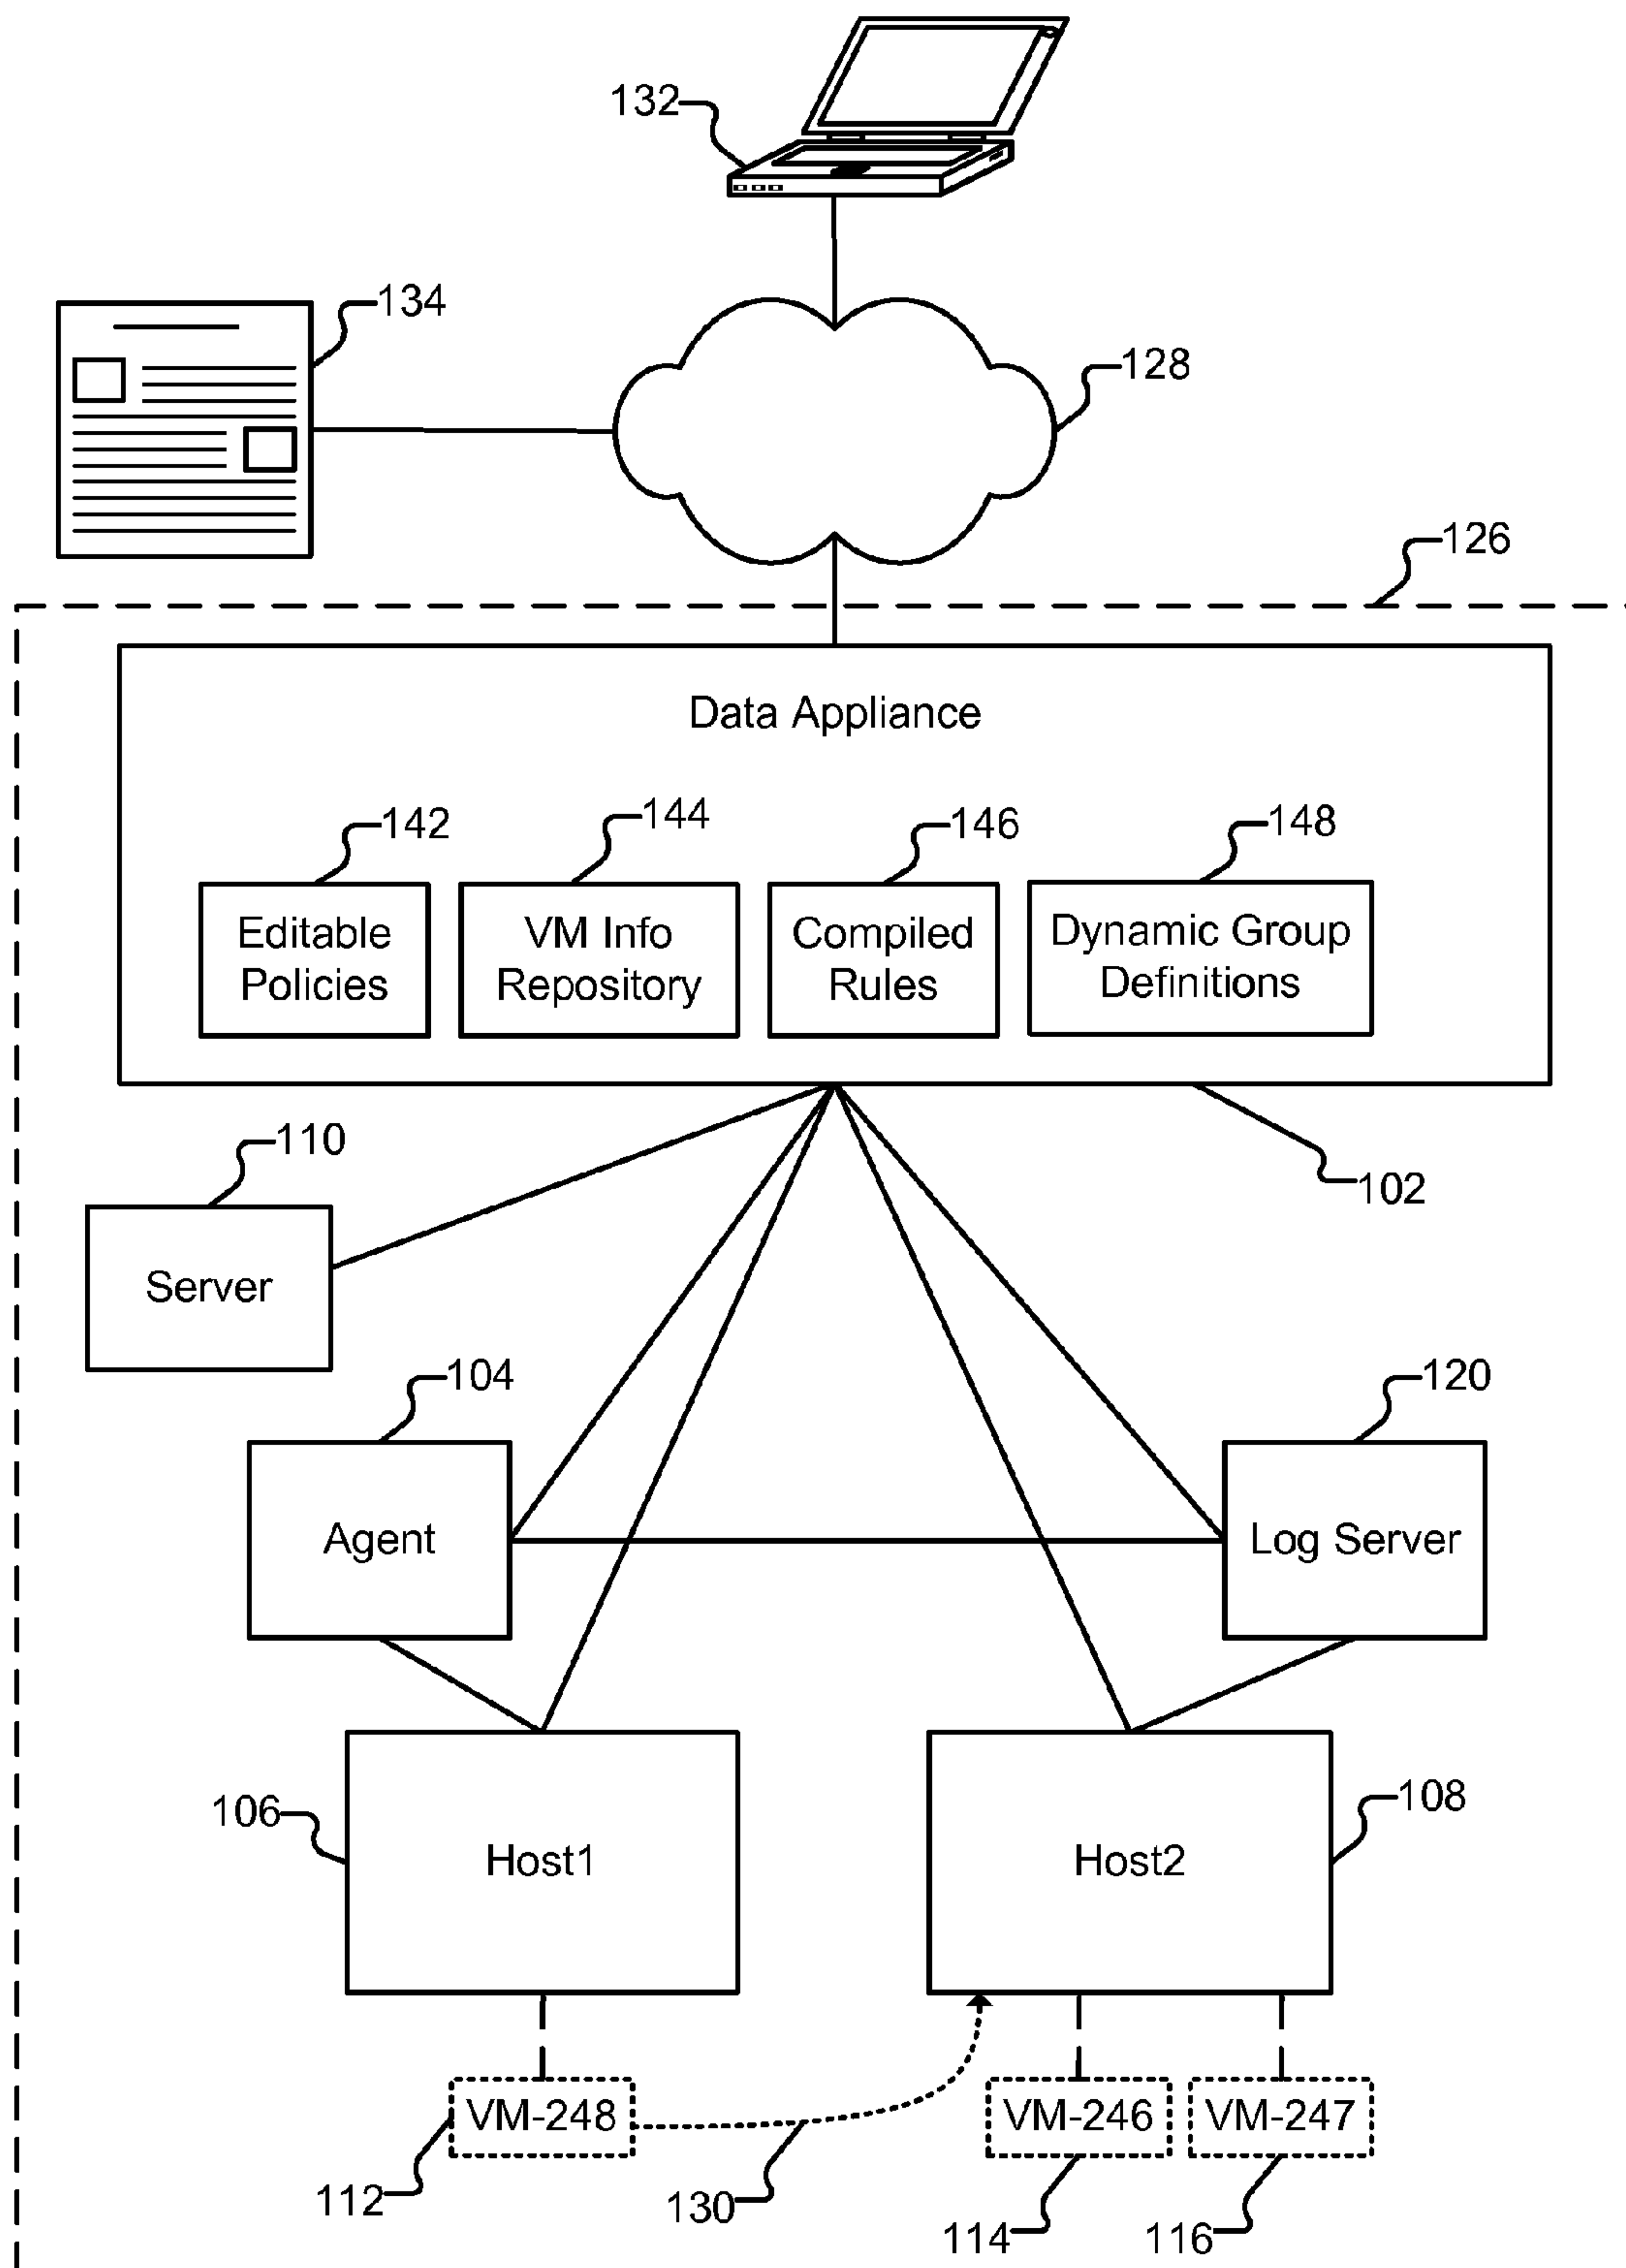 132
134
128
126
Data Appliance
142
144
146
148
Editable
Policies
VM Info
Repository
Compiled
Rules
Dynamic Group
Definitions
110
102
Server
104
120
Agent
Log Server
106
108
Host1
Host2
VM-248
VM-246
VM-247
112
130
114
116